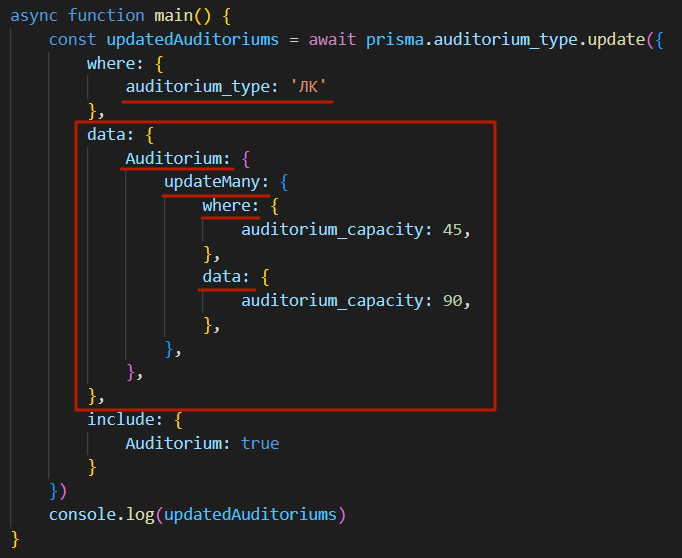 async function main() {
    const updatedAuditoriums = await prisma.auditorium_type.update({
        where: {
            auditorium_type: 'ЛК'
        },
        data: {
            Auditorium: {
                updateMany: {
                    where: {
                        auditorium_capacity: 45,
                    },
                    data: {
                        auditorium_capacity: 90,
                    },
                },
            },
        },
        include: {
            Auditorium: true
        }
    })
    console.log(updatedAuditoriums)
}